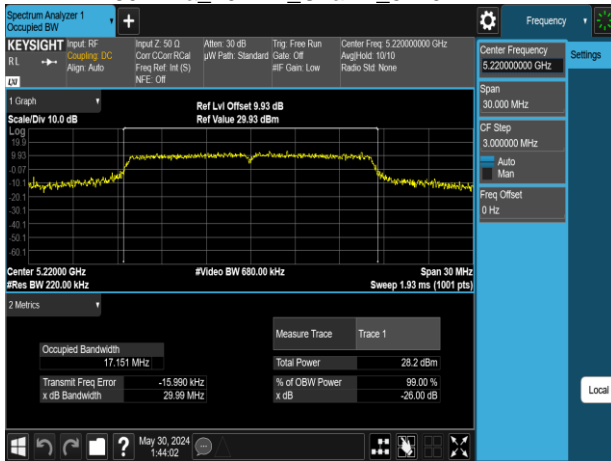 Spectrum Analyzer 1
Occupied BW
Frequency
KEYSIGHT
RL
LXI
Input: RF
Coupling: DC
Align: Auto
Input Z: 50 Ω
Corr CCorr RCal
Freq Ref: Int (S)
NFE: Off
Atten: 30 dB
µW Path: Standard
Trig: Free Run
Gate: Off
#IF Gain: Low
Center Freq: 5.220000000 GHz
Avg|Hold: 10/10
Radio Std: None
Center Frequency
5.220000000 GHz
Settings
Span
30.000 MHz
CF Step
3.000000 MHz
Auto
Man
Freq Offset
0 Hz
Local
1 Graph
Scale/Div 10.0 dB
Ref Lvl Offset 9.93 dB
Ref Value 29.93 dBm
Log
19.9
9.93
-0.07
-10.1
-20.1
-30.1
-40.1
-50.1
-60.1
Center 5.22000 GHz
#Res BW 220.00 kHz
#Video BW 680.00 kHz
Span 30 MHz
Sweep 1.93 ms (1001 pts)
2 Metrics
Measure Trace Trace 1
Occupied Bandwidth
17.151 MHz
Total Power 28.2 dBm
Transmit Freq Error -15.990 kHz
% of OBW Power 99.00 %
x dB Bandwidth 29.99 MHz
x dB -26.00 dB
May 30, 2024
1:44:02